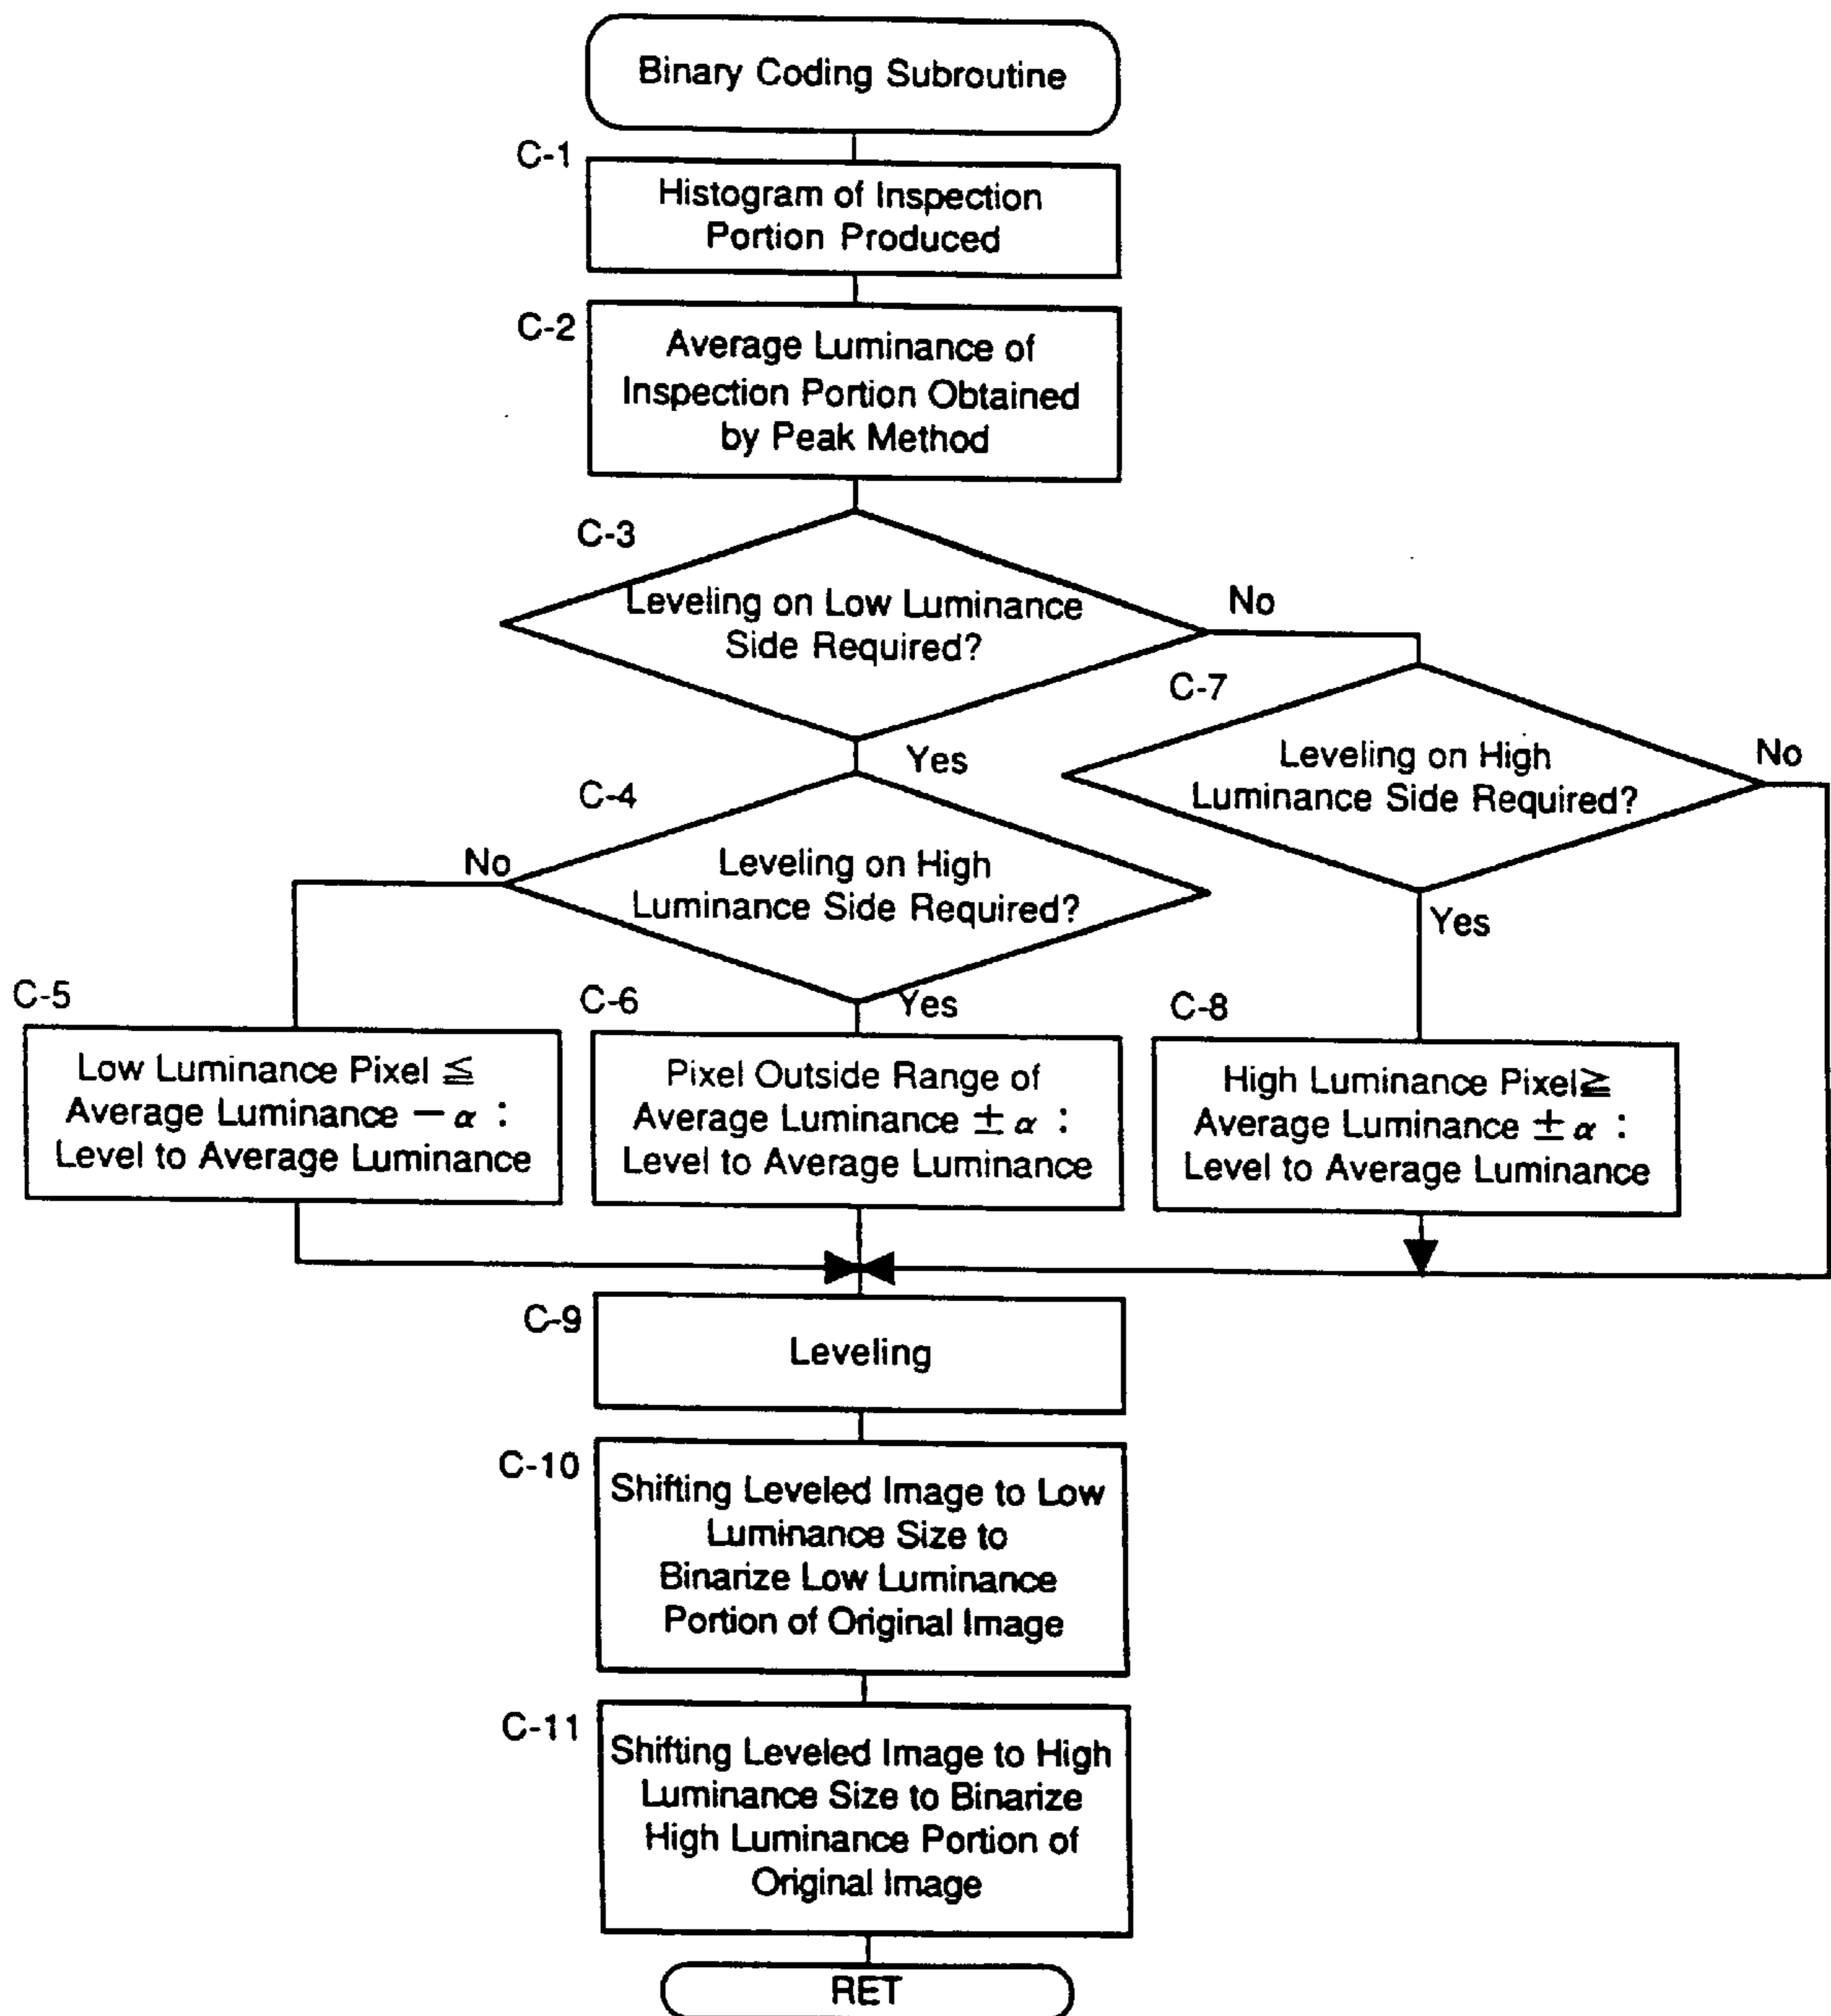 Binary Coding Subroutine
C-1
Histogram of Inspection
Portion Produced
C-2
Average Luminance of
Inspection Portion Obtained
by Peak Method
C-3
Leveling on Low Luminance
Side Required?
No
Yes
C-7
Leveling on High
Luminance Side Required?
No
Yes
C-4
Leveling on High
Luminance Side Required?
No
Yes
C-5
Low Luminance Pixel ≦
Average Luminance − α :
Level to Average Luminance
C-6
Pixel Outside Range of
Average Luminance ± α :
Level to Average Luminance
C-8
High Luminance Pixel≧
Average Luminance ± α :
Level to Average Luminance
C-9
Leveling
C-10
Shifting Leveled Image to Low
Luminance Size to
Binarize Low Luminance
Portion of Original Image
C-11
Shifting Leveled Image to High
Luminance Size to Binarize
High Luminance Portion of
Original Image
RET